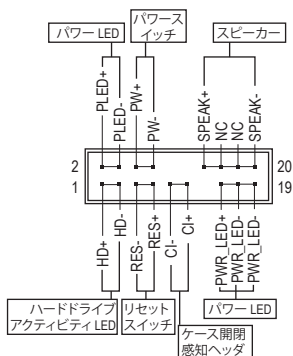 パワー LED
パワース
イッチ
スピーカー
PLED+
PLED-
PW+
PW-
SPEAK+
NC
NC
SPEAK-
2
20
1
19
HD+
HD-
RES-
RES+
CI-
CI+
PWR_LED+
PWR_LED-
PWR_LED-
ハードドライブ
アクティビティ LED
リセット
スイッチ
パワー LED
ケース開閉
感知ヘッダ